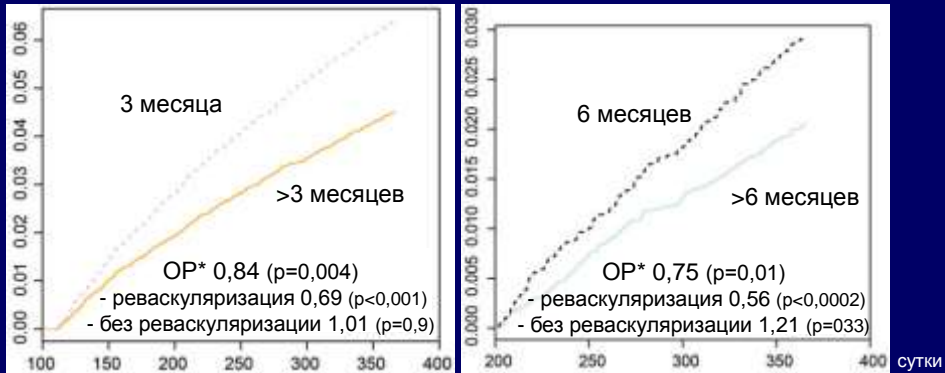 0.06
0.05
0.04
0.03
0.02
0.01
0.00
3 месяца
>3 месяцев
ОР* 0,84 (p=0,004)
- реваскуляризация 0,69 (p<0,001)
- без реваскуляризации 1,01 (p=0,9)
100 150 200 250 300 350 400
0.030
0.025
0.020
0.015
0.010
0.005
0.000
6 месяцев
>6 месяцев
ОР* 0,75 (p=0,01)
- реваскуляризация 0,56 (p<0,0002)
- без реваскуляризации 1,21 (p=033)
200 250 300 350 400 сутки